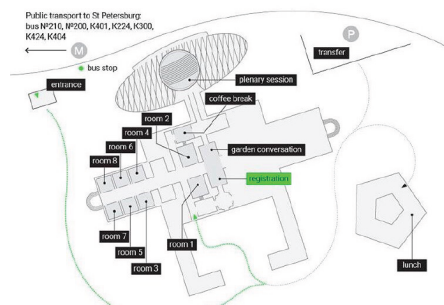 Public transport to St Petersburg:
bus №210, №200, K401, K224, K300,
K424, K404
M
P
bus stop
transfer
entrance
plenary session
coffee break
room 2
room 4
room 6
room 8
garden conversation
registration
room 7
room 5
room 3
room 1
lunch